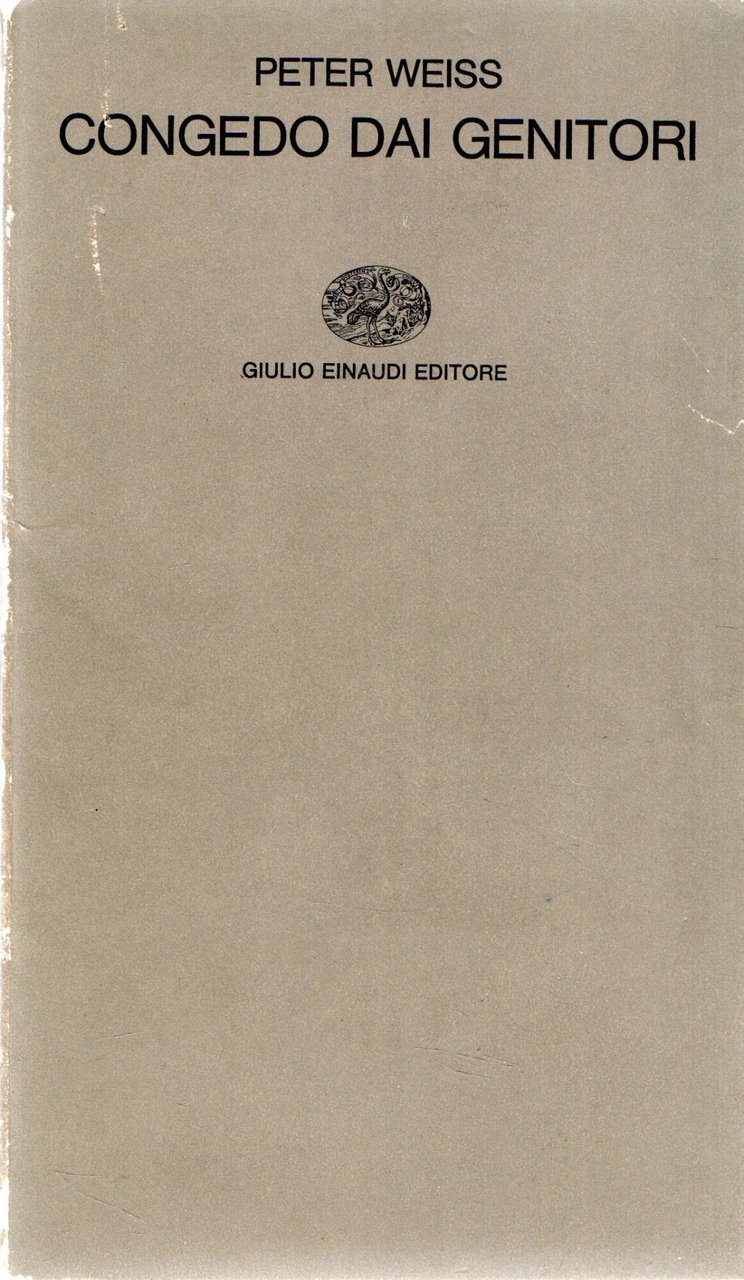 PETER WEISS
CONGEDO DAI GENITORI
GIULIO EINAUDI EDITORE